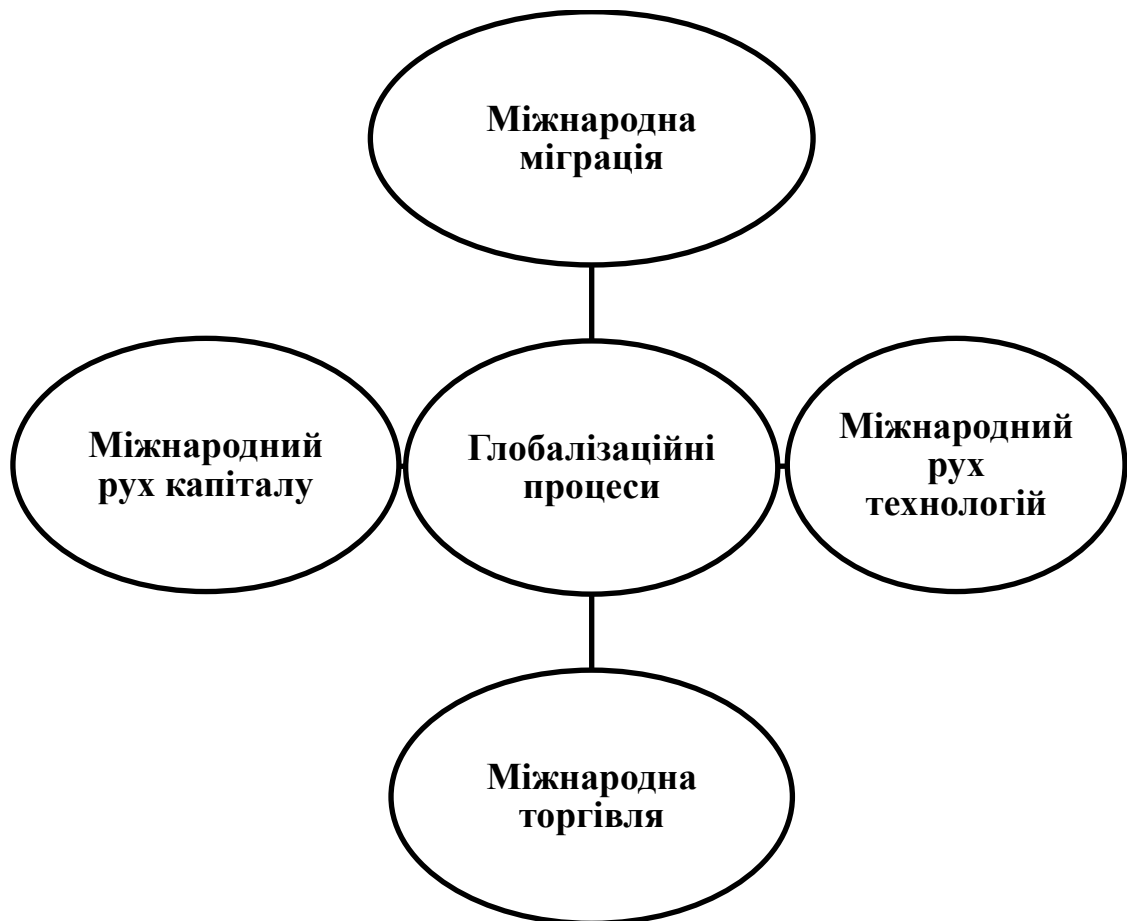 Міжнародна
міграція
Міжнародний
рух капіталу
Глобалізаційні
процеси
Міжнародний
рух
технологій
Міжнародна
торгівля